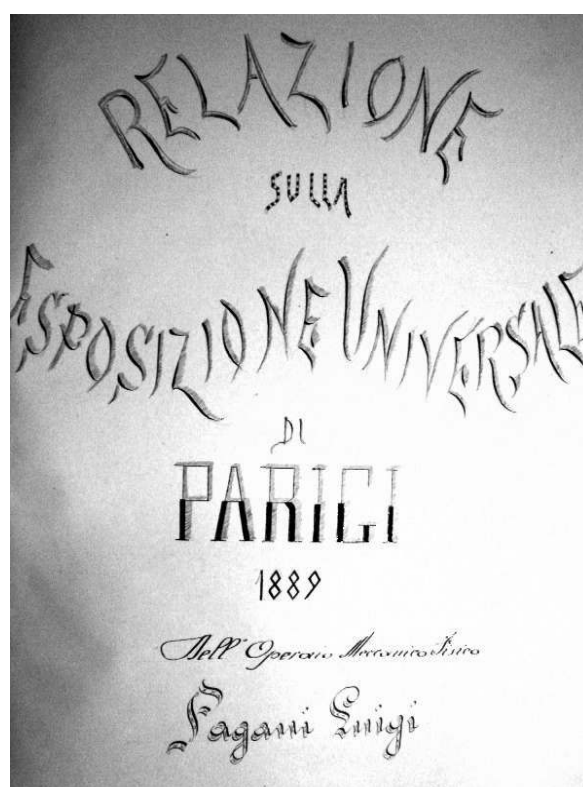 RELAZIONE
SULLA
ESPOSIZIONE UNIVERSALE
DI
PARIGI
1889
Dell' Operaio Meccanico Fisico
Pagani Luigi